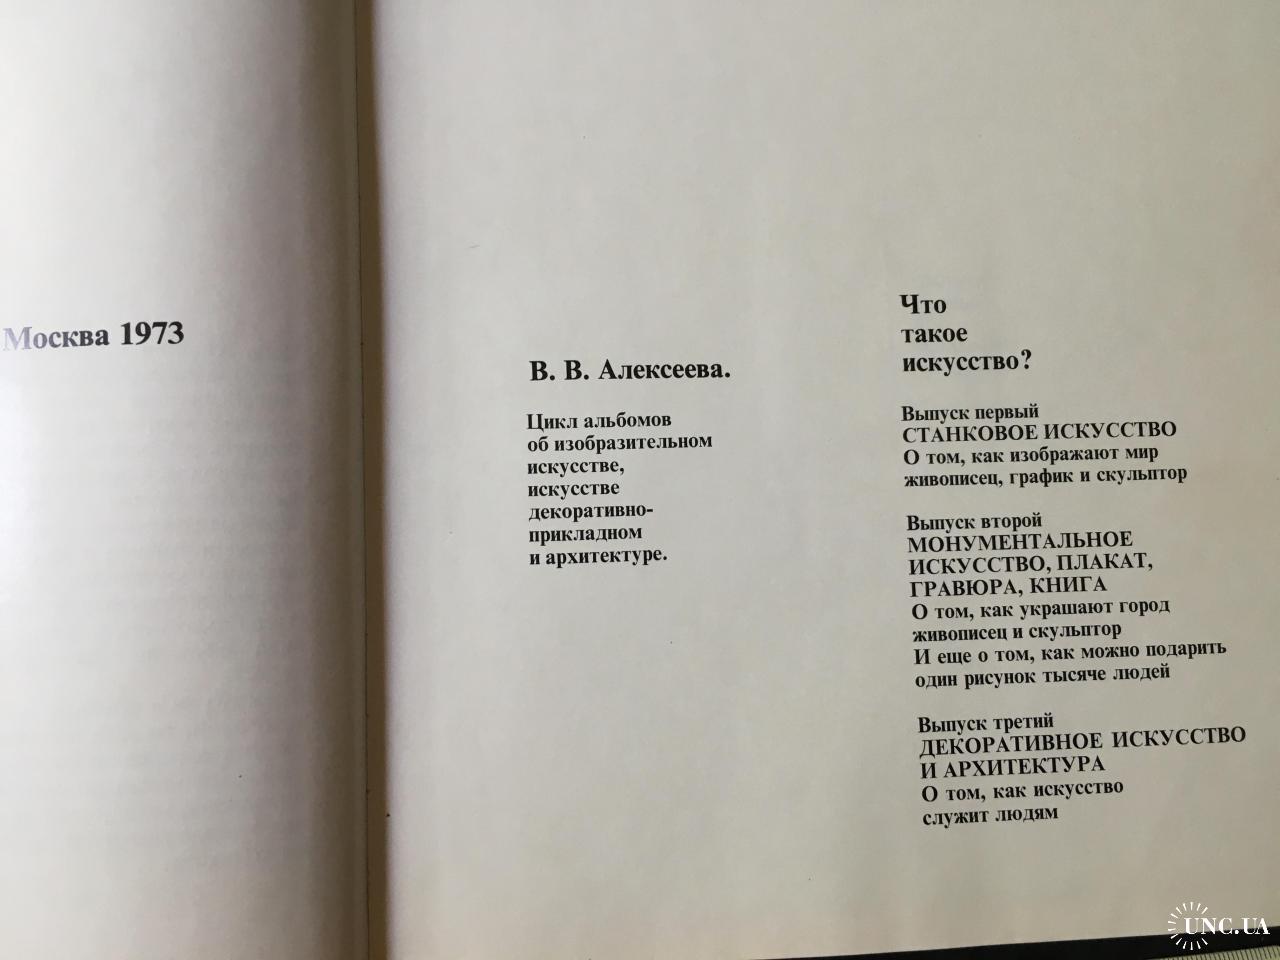 Москва 1973
В. В. Алексеева.
Цикл альбомов
об изобразительном
искусстве,
искусстве
декоративно-
прикладном
и архитектуре.
Что
такое
искусство?
Выпуск первый
СТАНКОВОЕ ИСКУССТВО
О том, как изображают мир
живописец, график и скульптор
Выпуск второй
МОНУМЕНТАЛЬНОЕ
ИСКУССТВО, ПЛАКАТ,
ГРАВЮРА, КНИГА
О том, как украшают город
живописец и скульптор
И еще о том, как можно подарить
один рисунок тысяче людей
Выпуск третий
ДЕКОРАТИВНОЕ ИСКУССТВО
И АРХИТЕКТУРА
О том, как искусство
служит людям
UNC.UA